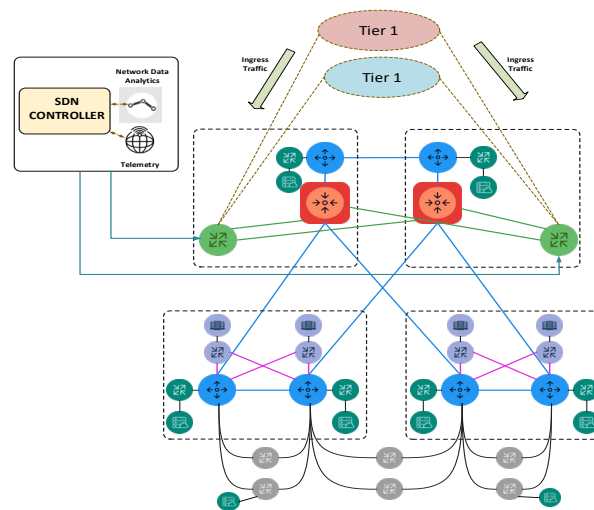 Tier 1
Ingress
Traffic
Ingress
Traffic
Tier 1
Network Data
Analytics
SDN
CONTROLLER
Telemetry